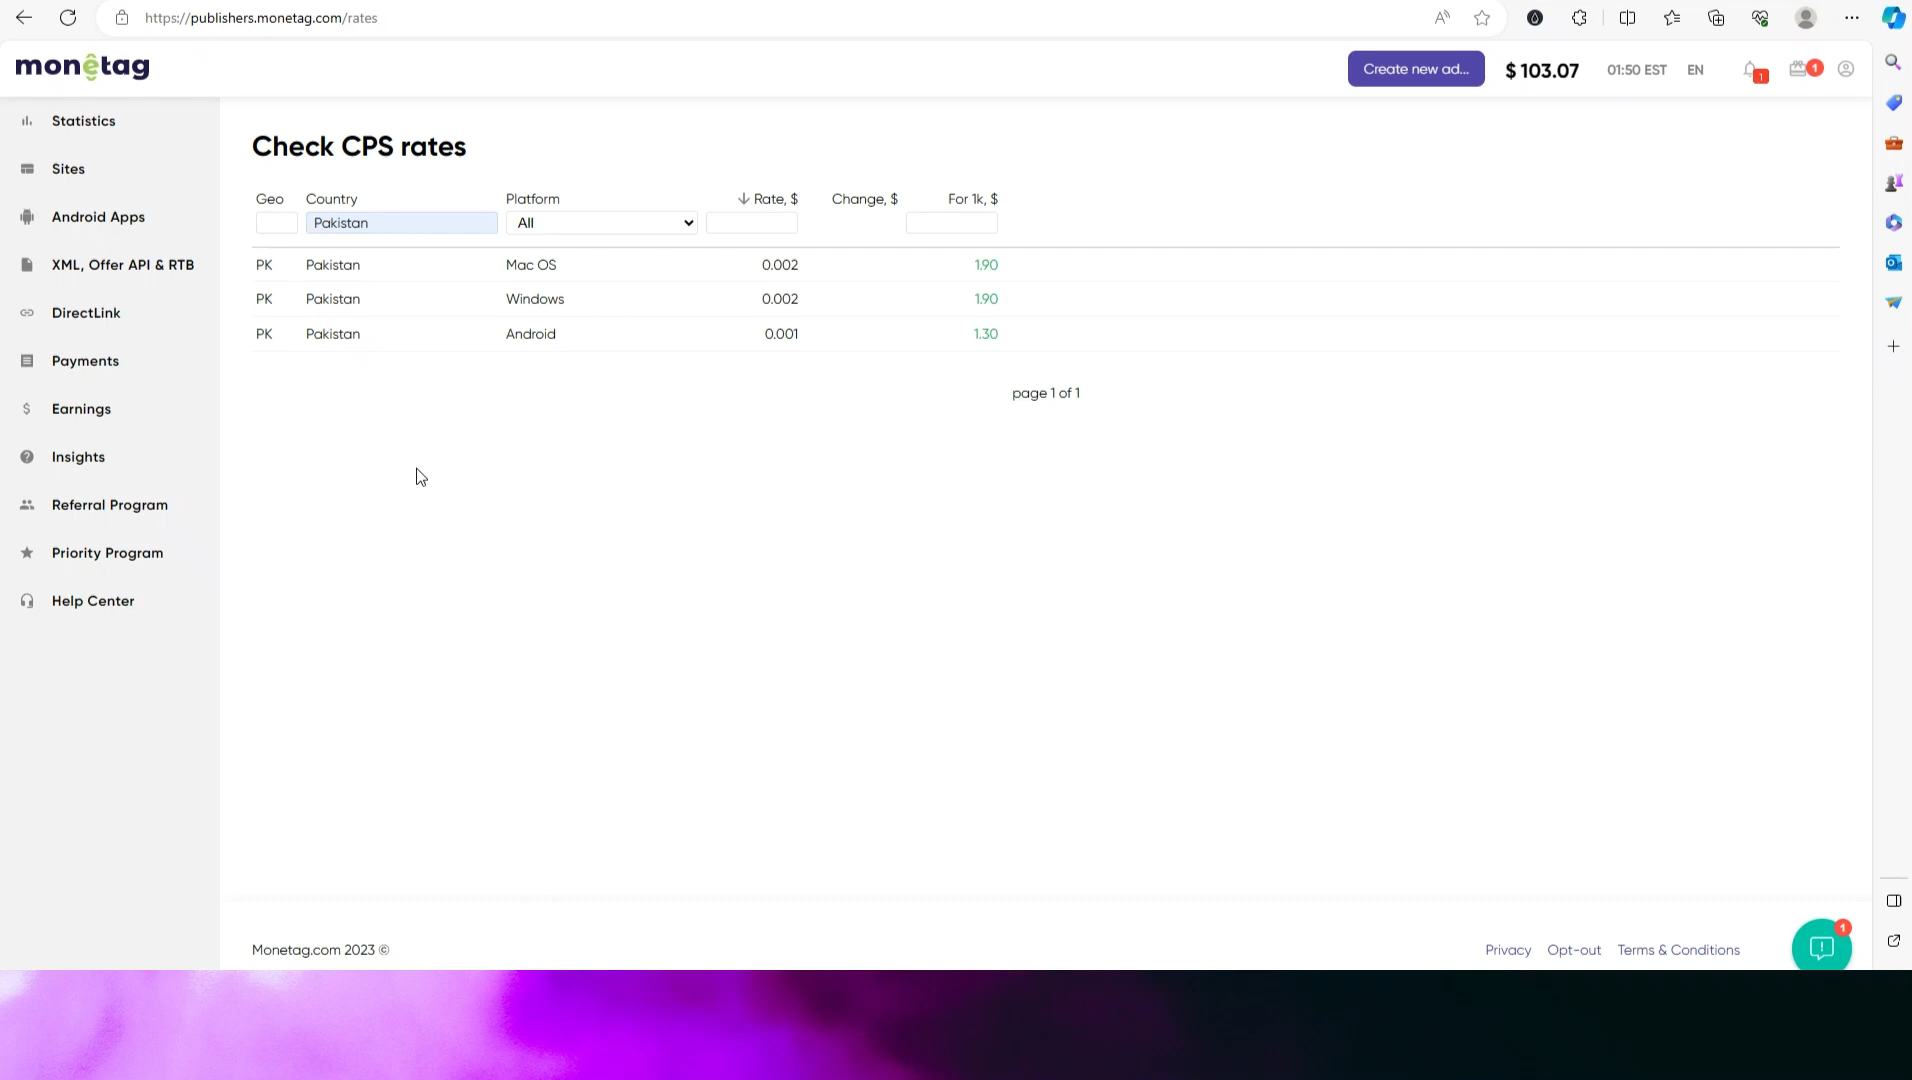 https://publishers.monetag.com/rates
monetag
Create new ad...
$ 103.07
01:50 EST
EN
1
1
Statistics
Sites
Android Apps
XML, Offer API & RTB
DirectLink
Payments
Earnings
Insights
Referral Program
Priority Program
Help Center
Check CPS rates
Geo Country Platform Rate, $ Change, $ For 1k, $
Pakistan All
PK Pakistan Mac OS 0.002 1.90
PK Pakistan Windows 0.002 1.90
PK Pakistan Android 0.001 1.30
page 1 of 1
Monetag.com 2023 ©
Privacy Opt-out Terms & Conditions
1